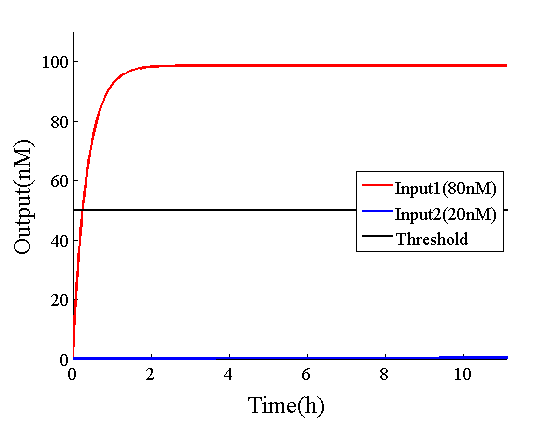 100
80
60
40
20
0
0 2 4 6 8 10
Output(nM)
Time(h)
Input1(80nM)
Input2(20nM)
Threshold